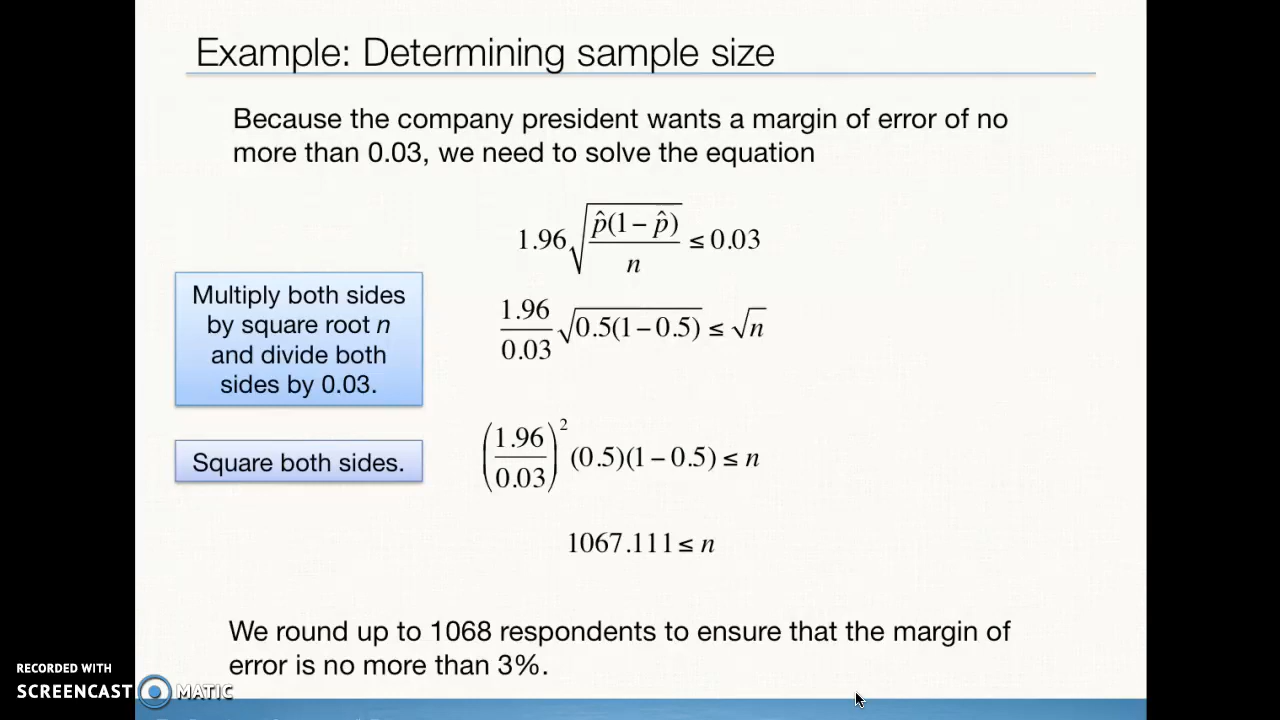 Example: Determining sample size
Because the company president wants a margin of error of no
more than 0.03, we need to solve the equation
1.96√(p̂(1−p̂)/n) ≤ 0.03
Multiply both sides
by square root n
and divide both
sides by 0.03.
1.96/0.03 √(0.5(1−0.5)) ≤ √n
Square both sides.
(1.96/0.03)² (0.5)(1−0.5) ≤ n
1067.111 ≤ n
We round up to 1068 respondents to ensure that the margin of
error is no more than 3%.
RECORDED WITH
SCREENCAST MATIC